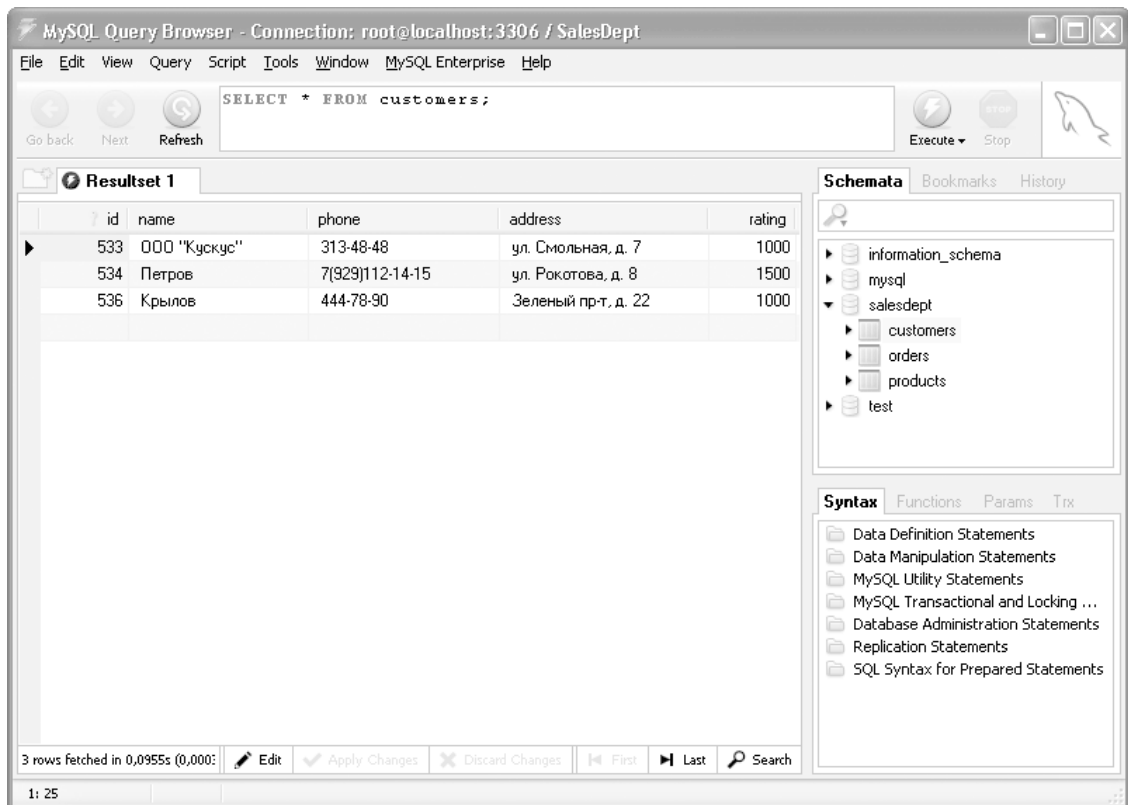 MySQL Query Browser - Connection: root@localhost:3306 / SalesDept
File Edit View Query Script Tools Window MySQL Enterprise Help
SELECT * FROM customers;
Go back Next Refresh Execute STOP Stop
Resultset 1
id name phone address rating
533 ООО "Кускус" 313-48-48 ул. Смольная, д. 7 1000
534 Петров 7(929)112-14-15 ул. Рокотова, д. 8 1500
536 Крылов 444-78-90 Зеленый пр-т, д. 22 1000
3 rows fetched in 0,0955s (0,000: Edit Apply Changes Discard Changes First Last Search
1: 25
Schemata Bookmarks History
information_schema
mysql
salesdept
customers
orders
products
test
Syntax Functions Params Trx
Data Definition Statements
Data Manipulation Statements
MySQL Utility Statements
MySQL Transactional and Locking ...
Database Administration Statements
Replication Statements
SQL Syntax for Prepared Statements